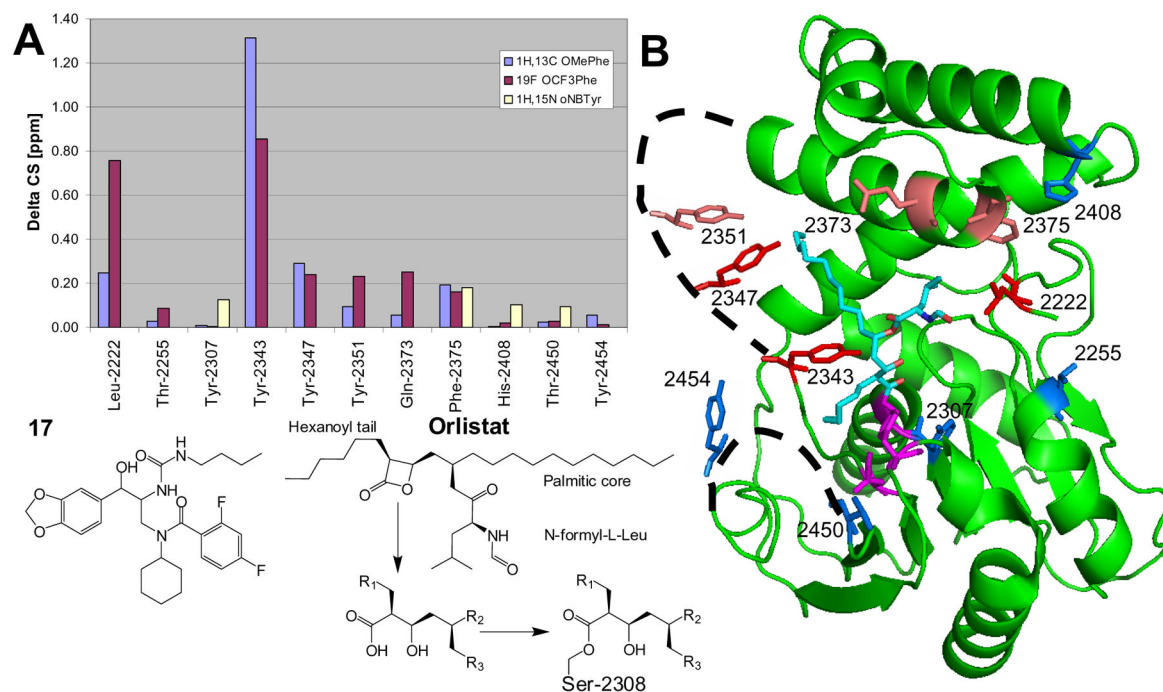 A
Delta CS [ppm]
1.40
1.20
1.00
0.80
0.60
0.40
0.20
0.00
1H,13C OMePhe
19F OCF3Phe
1H,15N oNBTyr
Leu-2222
Thr-2255
Tyr-2307
Tyr-2343
Tyr-2347
Tyr-2351
Gln-2373
Phe-2375
His-2408
Thr-2450
Tyr-2454
B
2351
2373
2375
2408
2347
2222
2343
2255
2454
2307
2450
17
OH
O
N
H
NH
O
O
O
N
F
F
Hexanoyl tail
Orlistat
O
O
Palmitic core
O
NH
O
N-formyl-L-Leu
R1
O
R2
OH
OH
R3
R1
O
R2
O
OH
R3
Ser-2308